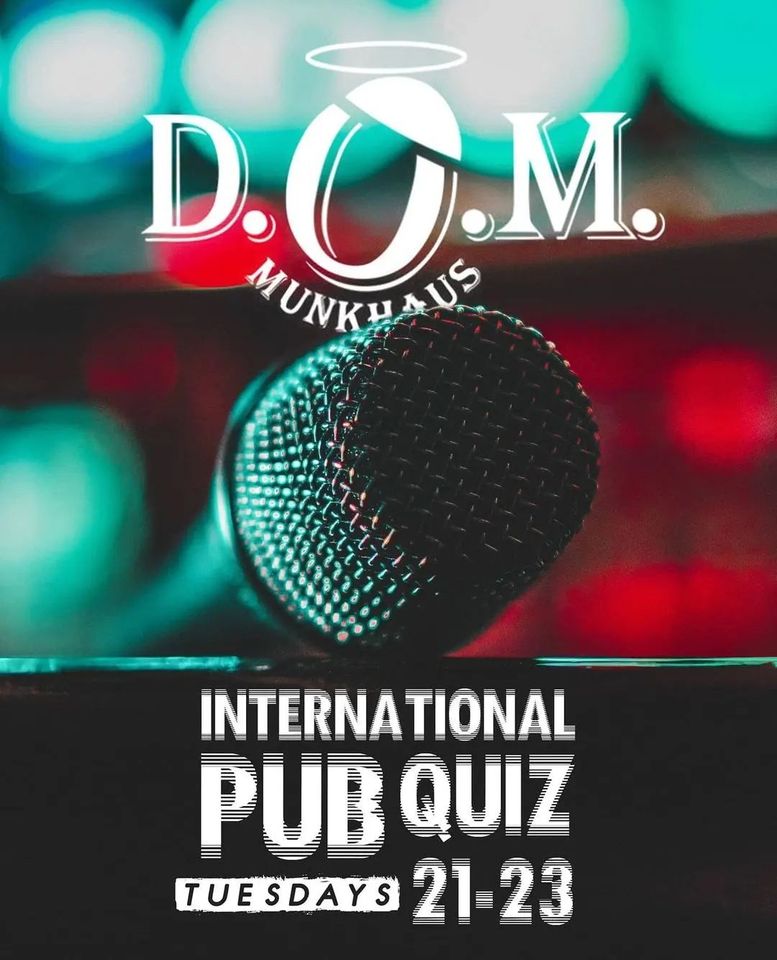 D.O.M.
MUNKHAUS
INTERNATIONAL
PUB QUIZ
TUESDAYS 21-23